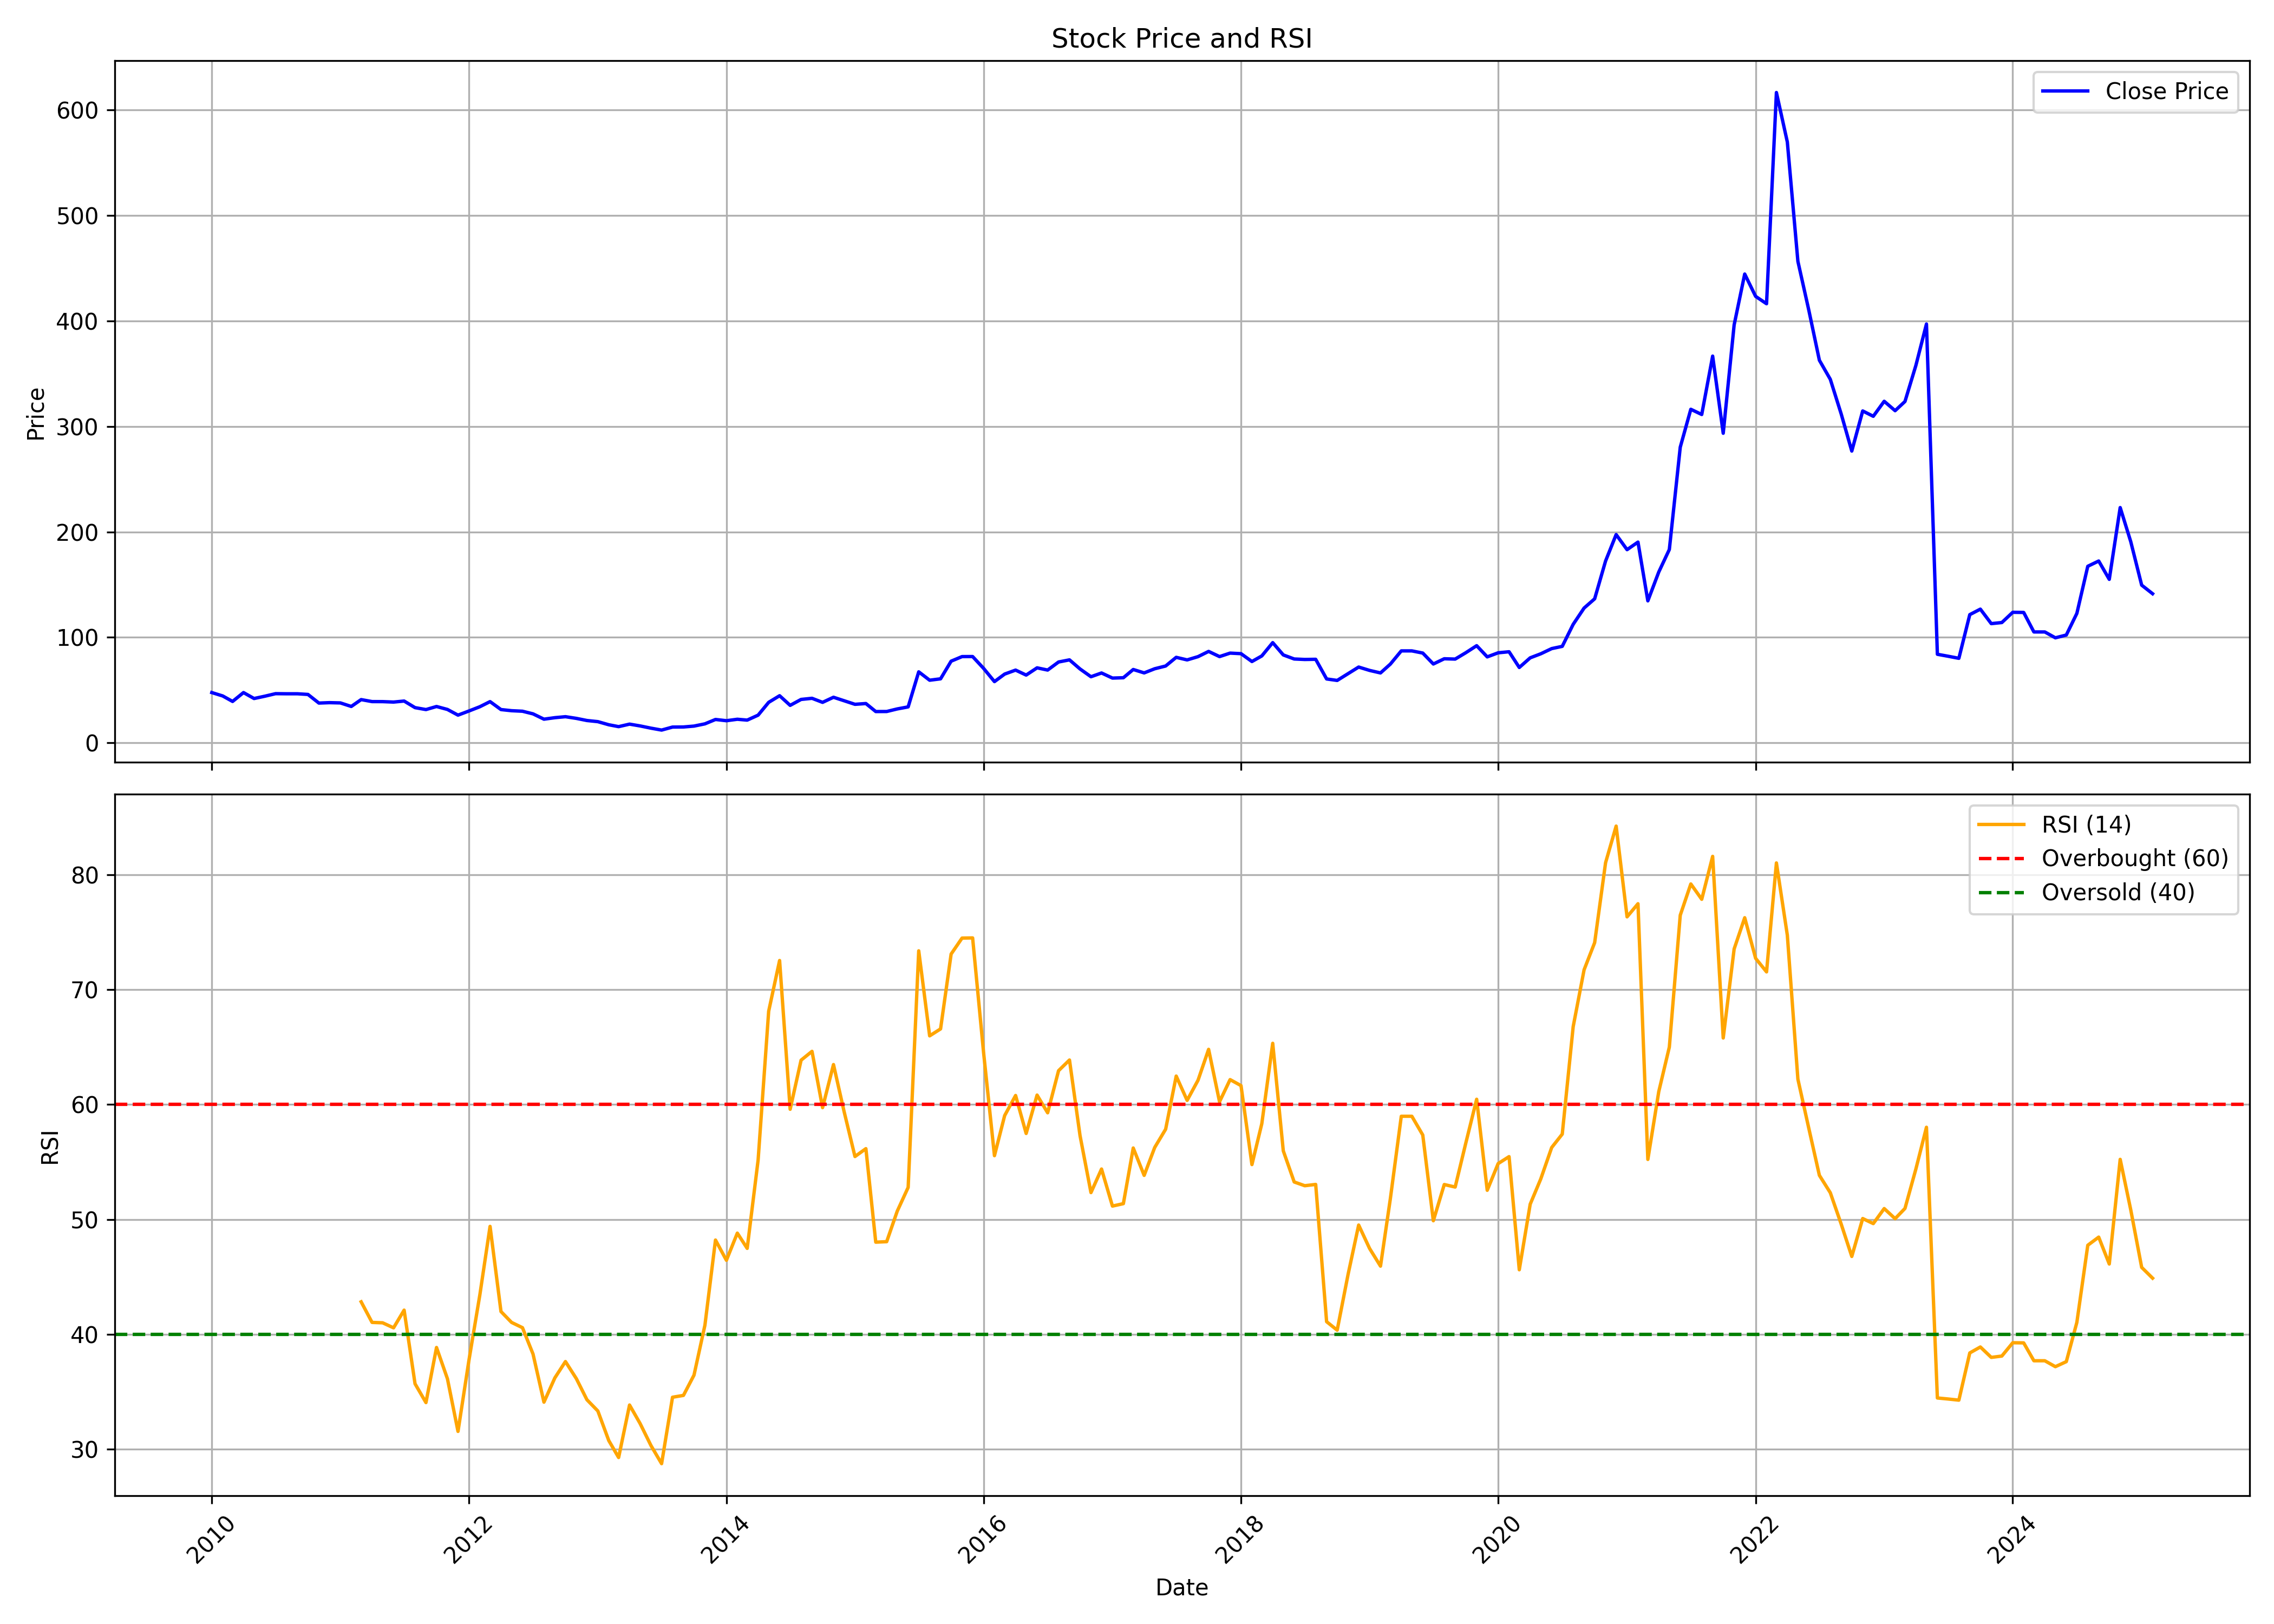 Stock Price and RSI
Close Price
600
500
400
300
200
100
0
Price
RSI (14)
Overbought (60)
Oversold (40)
80
70
60
50
40
30
RSI
2010
2012
2014
2016
2018
2020
2022
2024
Date